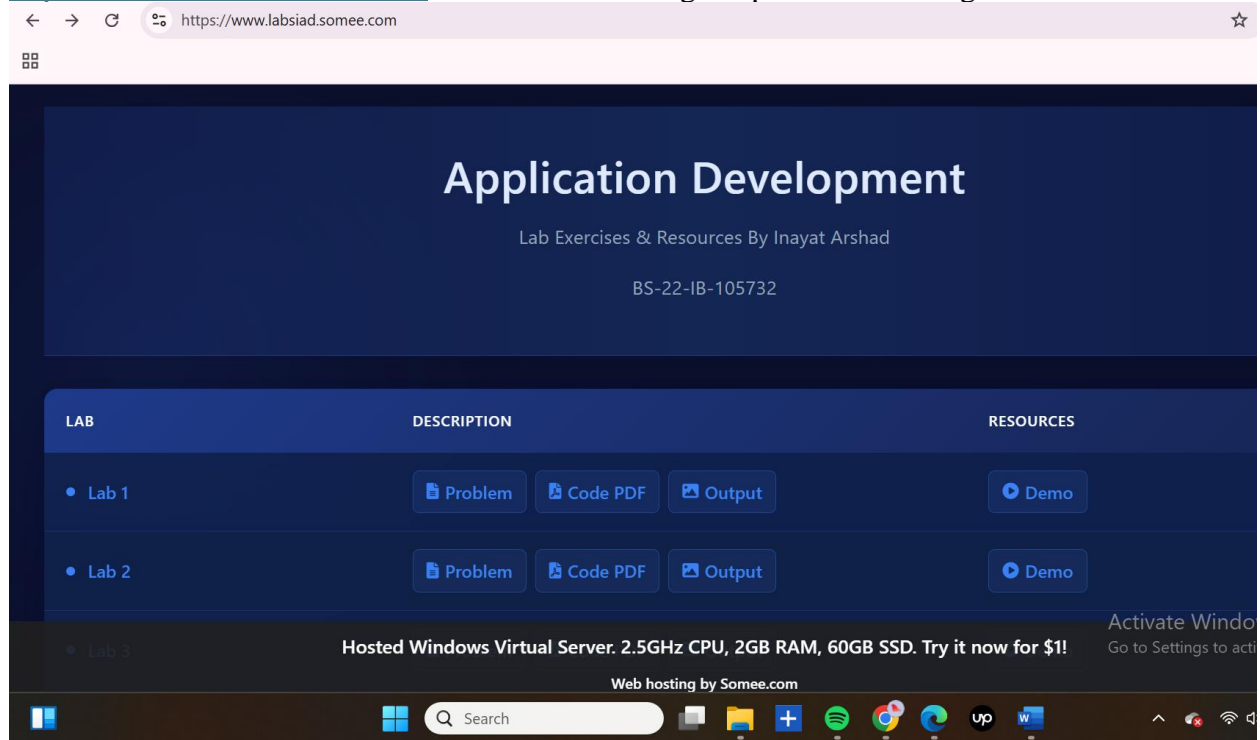 https://www.labsiad.somee.com
Application Development
Lab Exercises & Resources By Inayat Arshad
BS-22-IB-105732
LAB DESCRIPTION RESOURCES
Lab 1 Problem Code PDF Output Demo
Lab 2 Problem Code PDF Output Demo
Lab 3
Activate Windo
Hosted Windows Virtual Server. 2.5GHz CPU, 2GB RAM, 60GB SSD. Try it now for $1!
Go to Settings to acti
Web hosting by Somee.com
Search
up
W